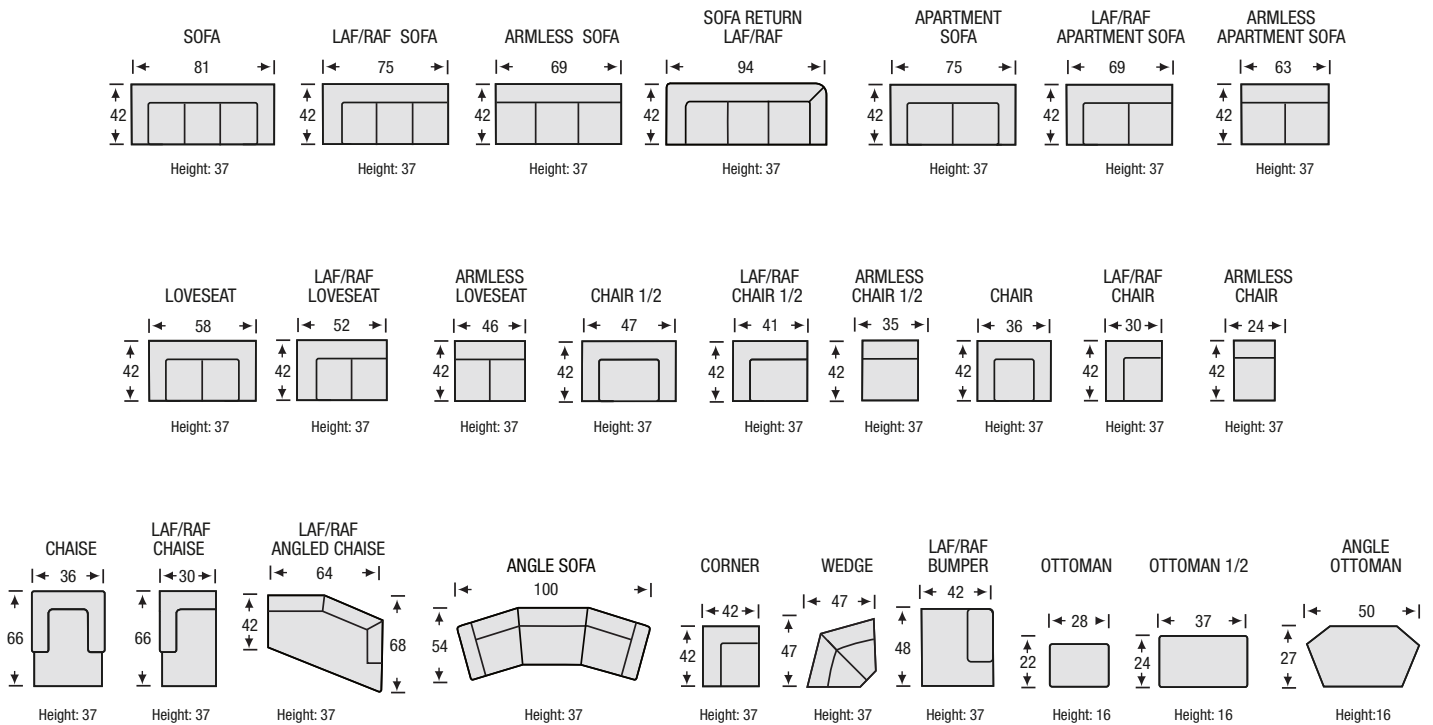 SOFA
81
42
Height: 37
LAF/RAF SOFA
75
42
Height: 37
ARMLESS SOFA
69
42
Height: 37
SOFA RETURN
LAF/RAF
94
42
Height: 37
APARTMENT
SOFA
75
42
Height: 37
LAF/RAF
APARTMENT SOFA
69
42
Height: 37
ARMLESS
APARTMENT SOFA
63
42
Height: 37
LOVESEAT
58
42
Height: 37
LAF/RAF
LOVESEAT
52
42
Height: 37
ARMLESS
LOVESEAT
46
42
Height: 37
CHAIR 1/2
47
42
Height: 37
LAF/RAF
CHAIR 1/2
41
42
Height: 37
ARMLESS
CHAIR 1/2
35
42
Height: 37
CHAIR
36
42
Height: 37
LAF/RAF
CHAIR
30
42
Height: 37
ARMLESS
CHAIR
24
42
Height: 37
CHAISE
36
66
Height: 37
LAF/RAF
CHAISE
30
66
Height: 37
LAF/RAF
ANGLED CHAISE
64
42
68
Height: 37
ANGLE SOFA
100
54
Height: 37
CORNER
42
42
Height: 37
WEDGE
47
47
Height: 37
LAF/RAF
BUMPER
42
48
Height: 37
OTTOMAN
28
22
Height: 16
OTTOMAN 1/2
37
24
Height: 16
ANGLE
OTTOMAN
50
27
Height:16